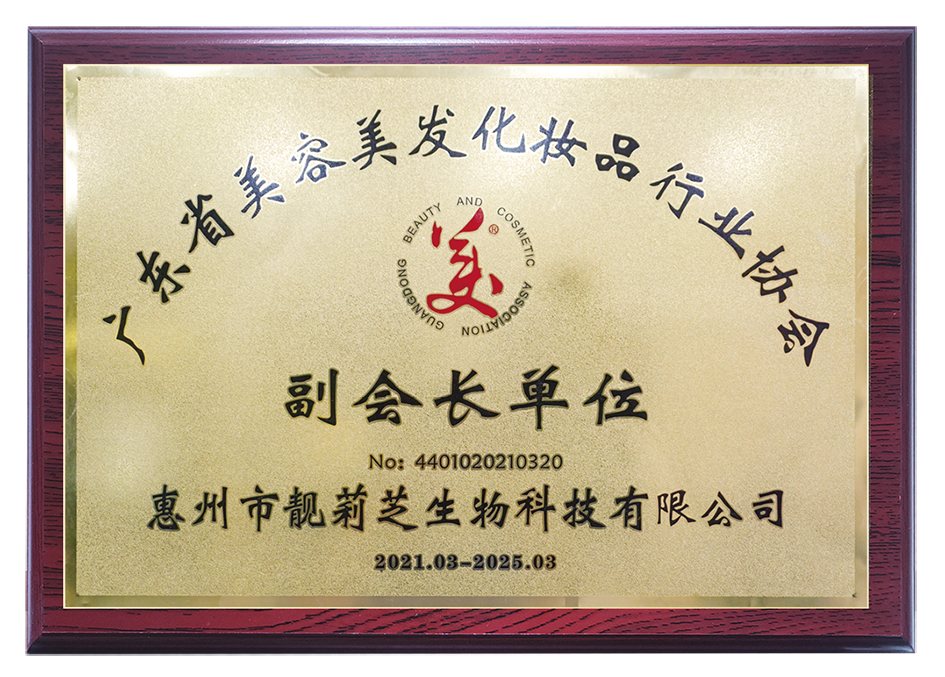 广东省美容美发化妆品行业协会
GUANGDONG BEAUTY AND COSMETIC ASSOCIATION
美®
副会长单位
No: 4401020210320
惠州市靓莉芝生物科技有限公司
2021.03-2025.03